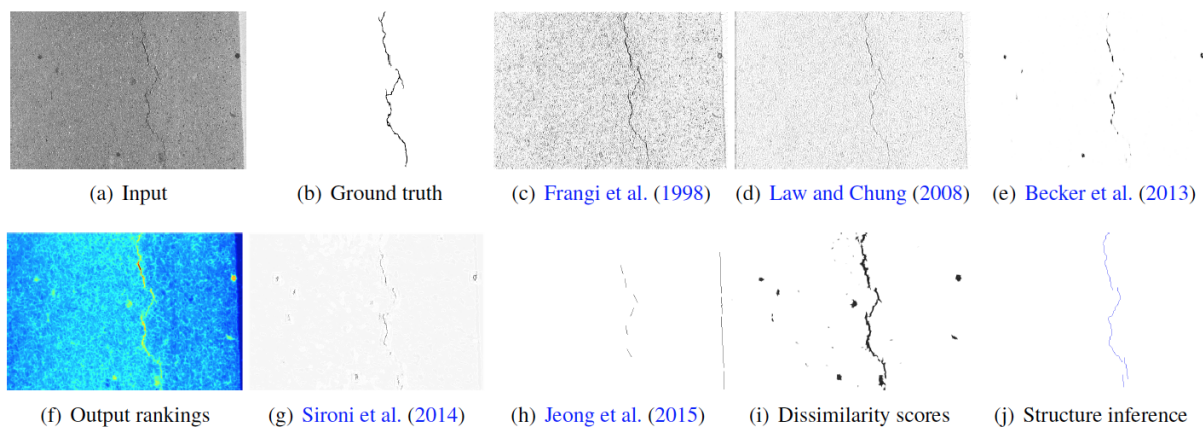 (a) Input
(b) Ground truth
(c) Frangi et al. (1998)
(d) Law and Chung (2008)
(e) Becker et al. (2013)
(f) Output rankings
(g) Sironi et al. (2014)
(h) Jeong et al. (2015)
(i) Dissimilarity scores
(j) Structure inference